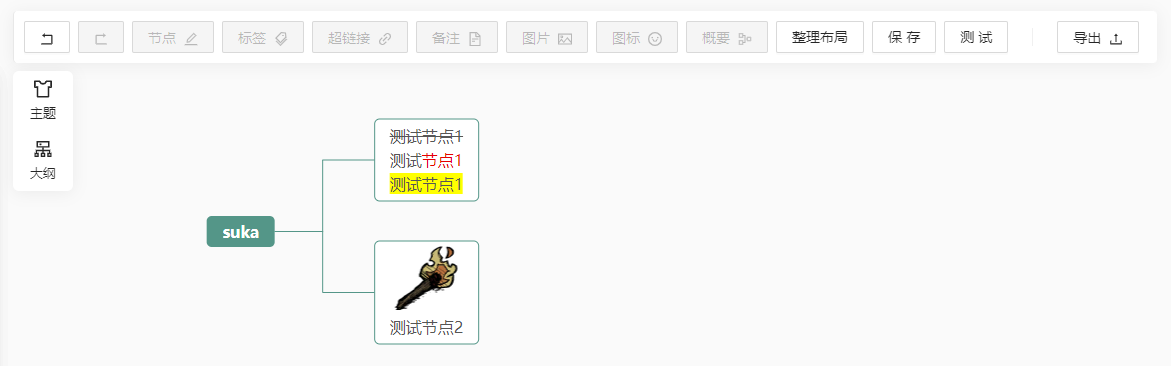 节点 标签 超链接 备注 图片 图标 概要 整理布局 保 存 测 试 导出
主题
大纲
测试节点1
测试节点1
测试节点1
suka
测试节点2